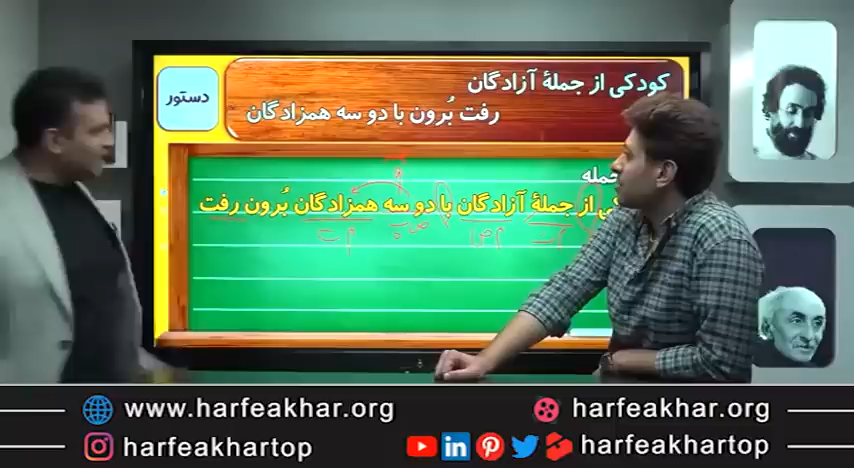 کودکی از جملهٔ آزادگان
دستور
رفت بُرون با دو سه همزادگان
جمله
از جملهٔ آزادگان با دو سه همزادگان بُرون رفت
www.harfeakhar.org
harfeakhar.org
harfeakhartop
harfeakhartop